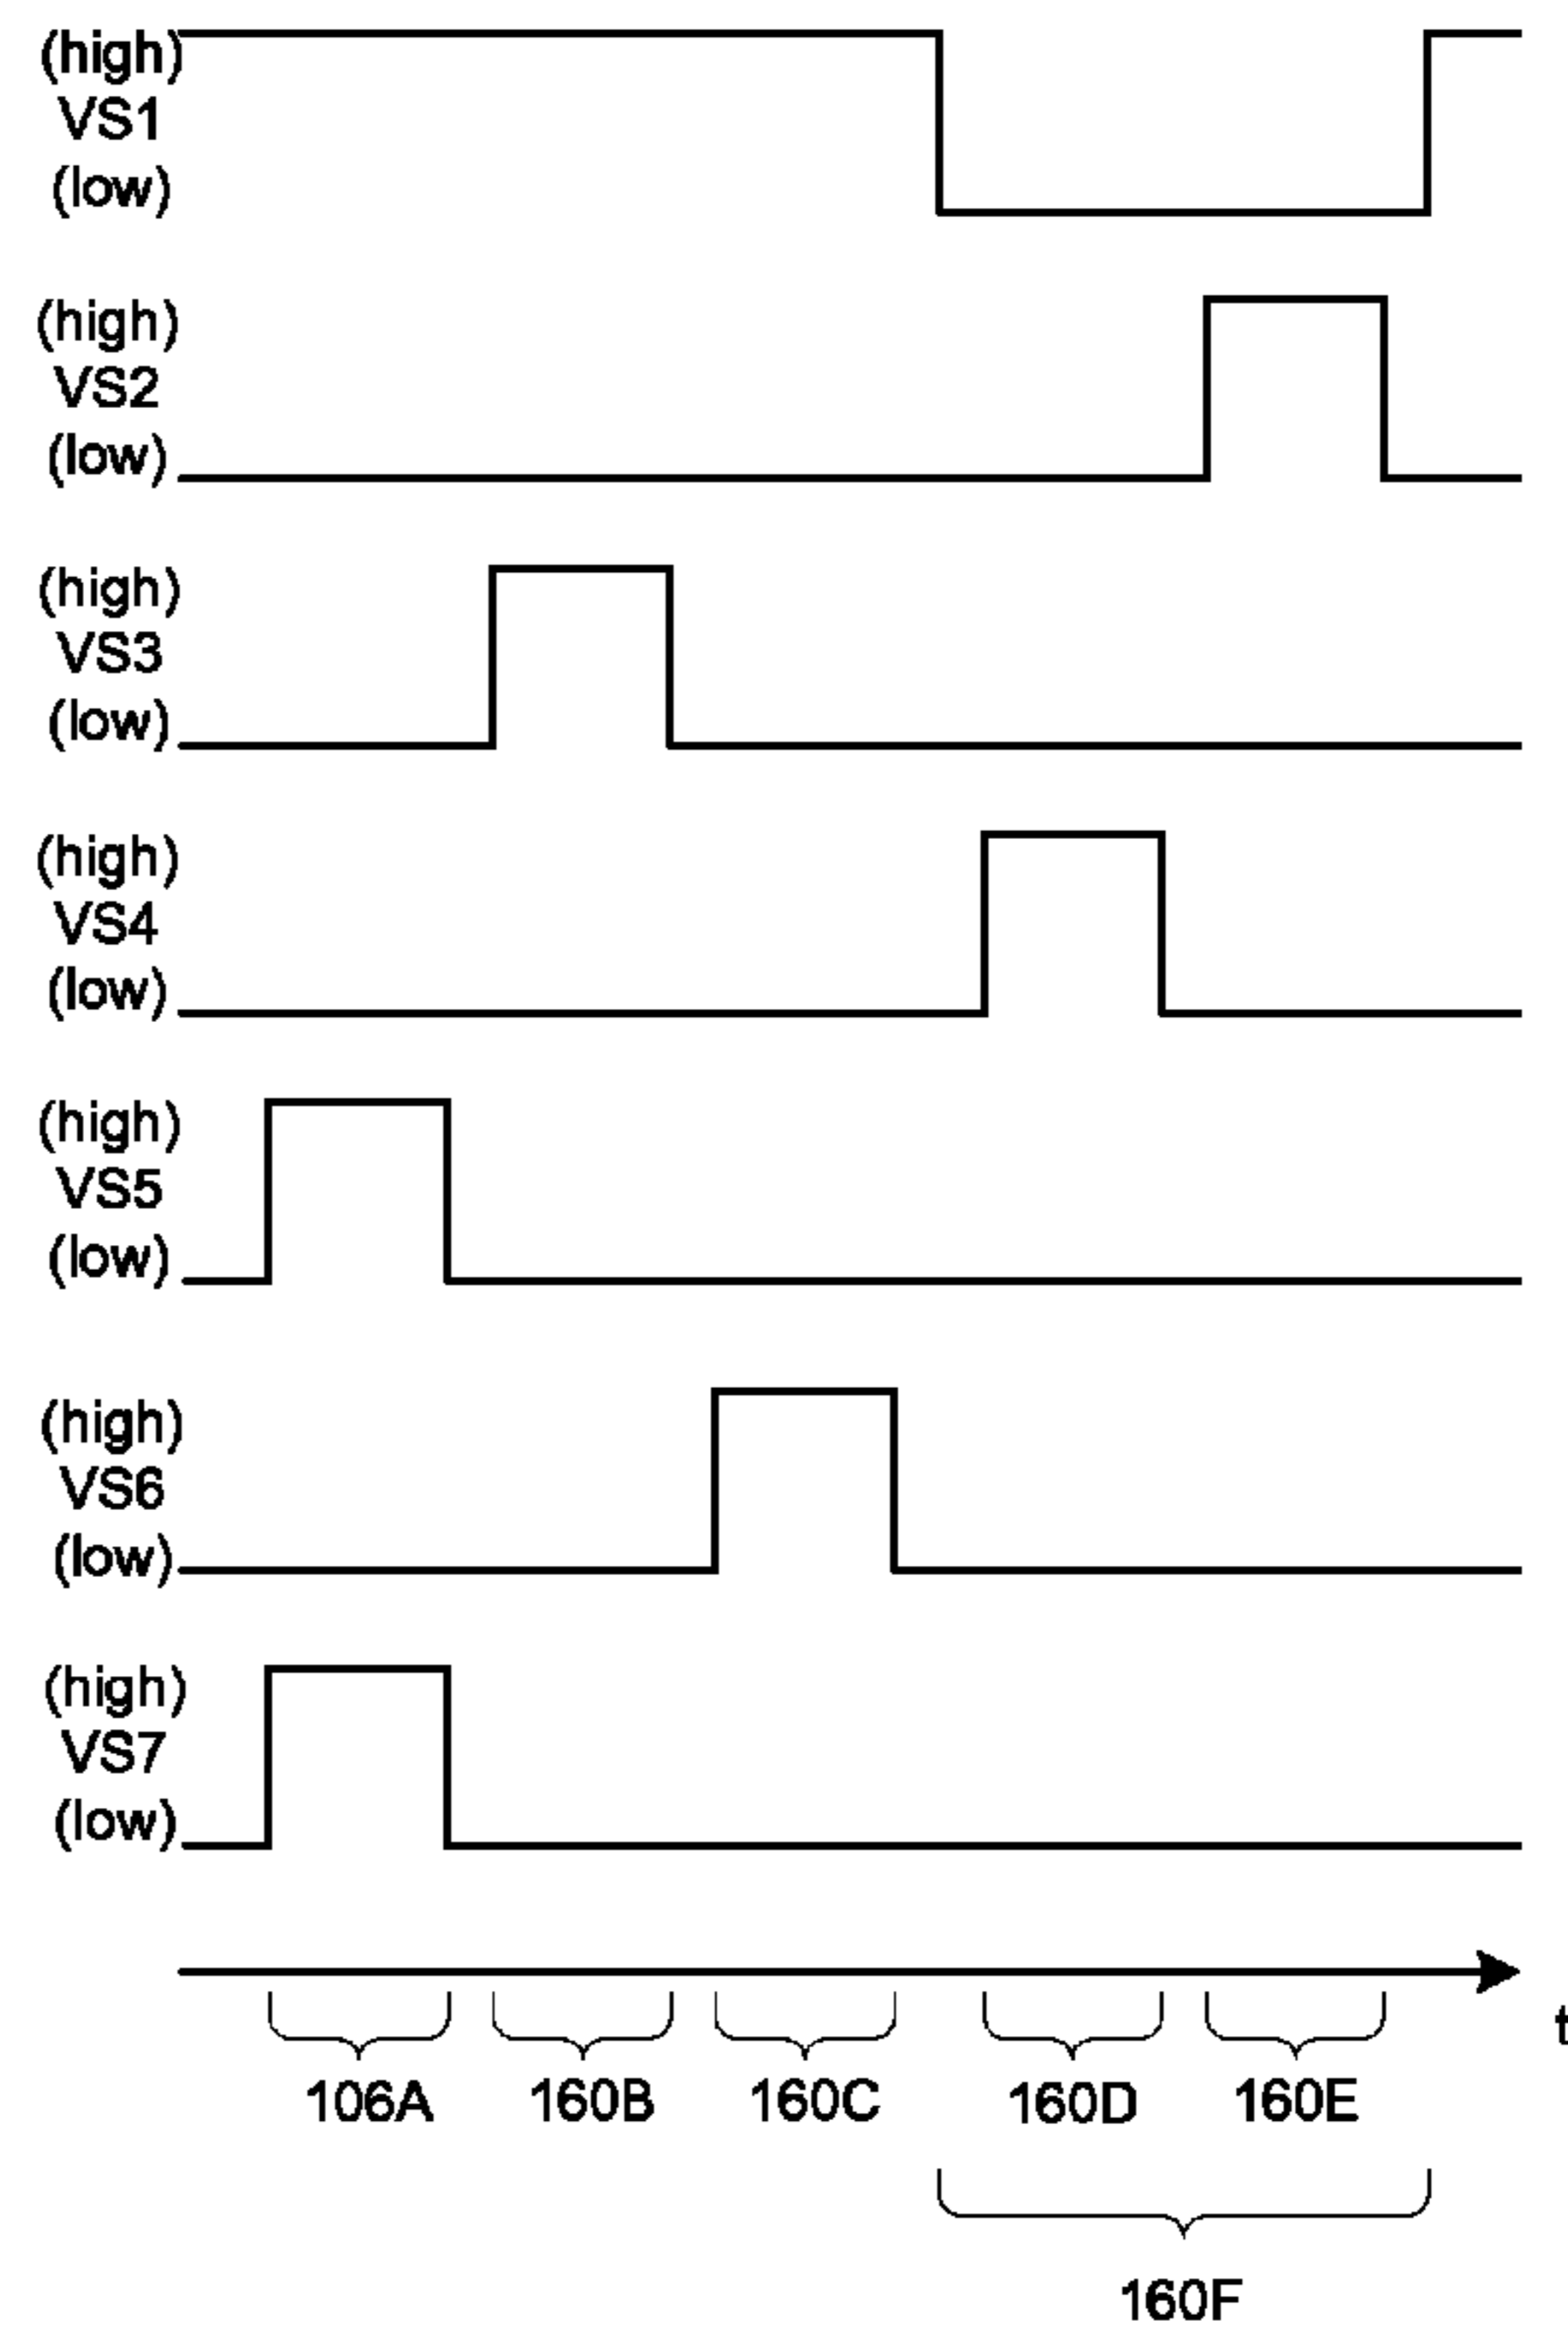 (high)
VS1
(low)
(high)
VS2
(low)
(high)
VS3
(low)
(high)
VS4
(low)
(high)
VS5
(low)
(high)
VS6
(low)
(high)
VS7
(low)
t
106A 160B 160C 160D 160E
160F